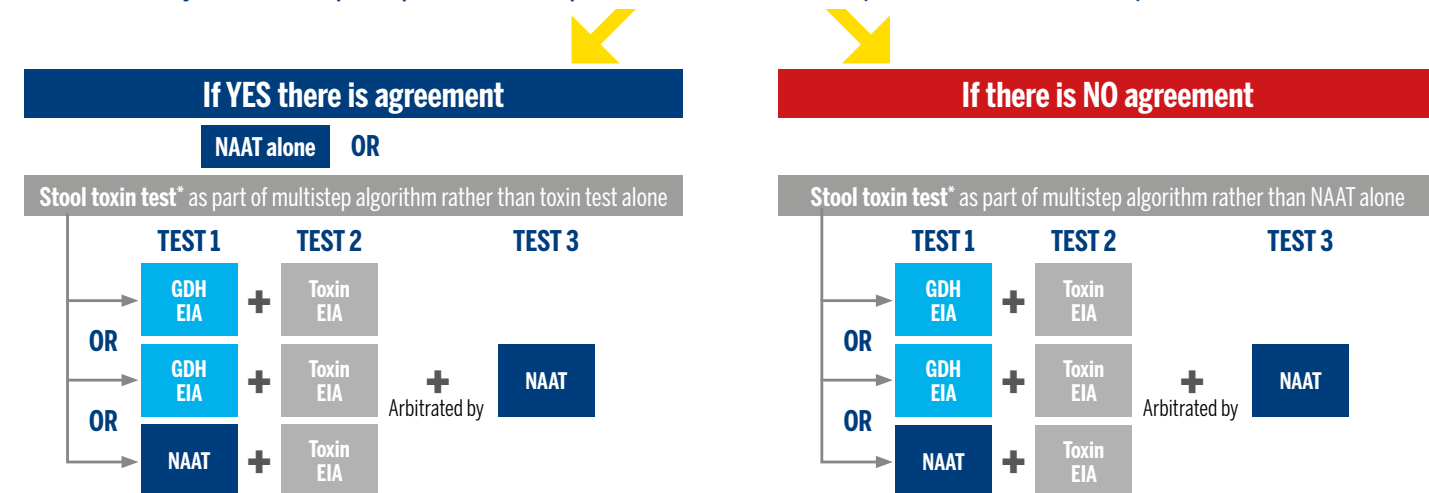 If YES there is agreement
NAAT alone OR
Stool toxin test* as part of multistep algorithm rather than toxin test alone
TEST 1 TEST 2 TEST 3
GDH
EIA
+
Toxin
EIA
OR
GDH
EIA
+
Toxin
EIA
+
Arbitrated by
NAAT
OR
NAAT
+
Toxin
EIA
If there is NO agreement
Stool toxin test* as part of multistep algorithm rather than NAAT alone
TEST 1 TEST 2 TEST 3
GDH
EIA
+
Toxin
EIA
OR
GDH
EIA
+
Toxin
EIA
+
Arbitrated by
NAAT
OR
NAAT
+
Toxin
EIA